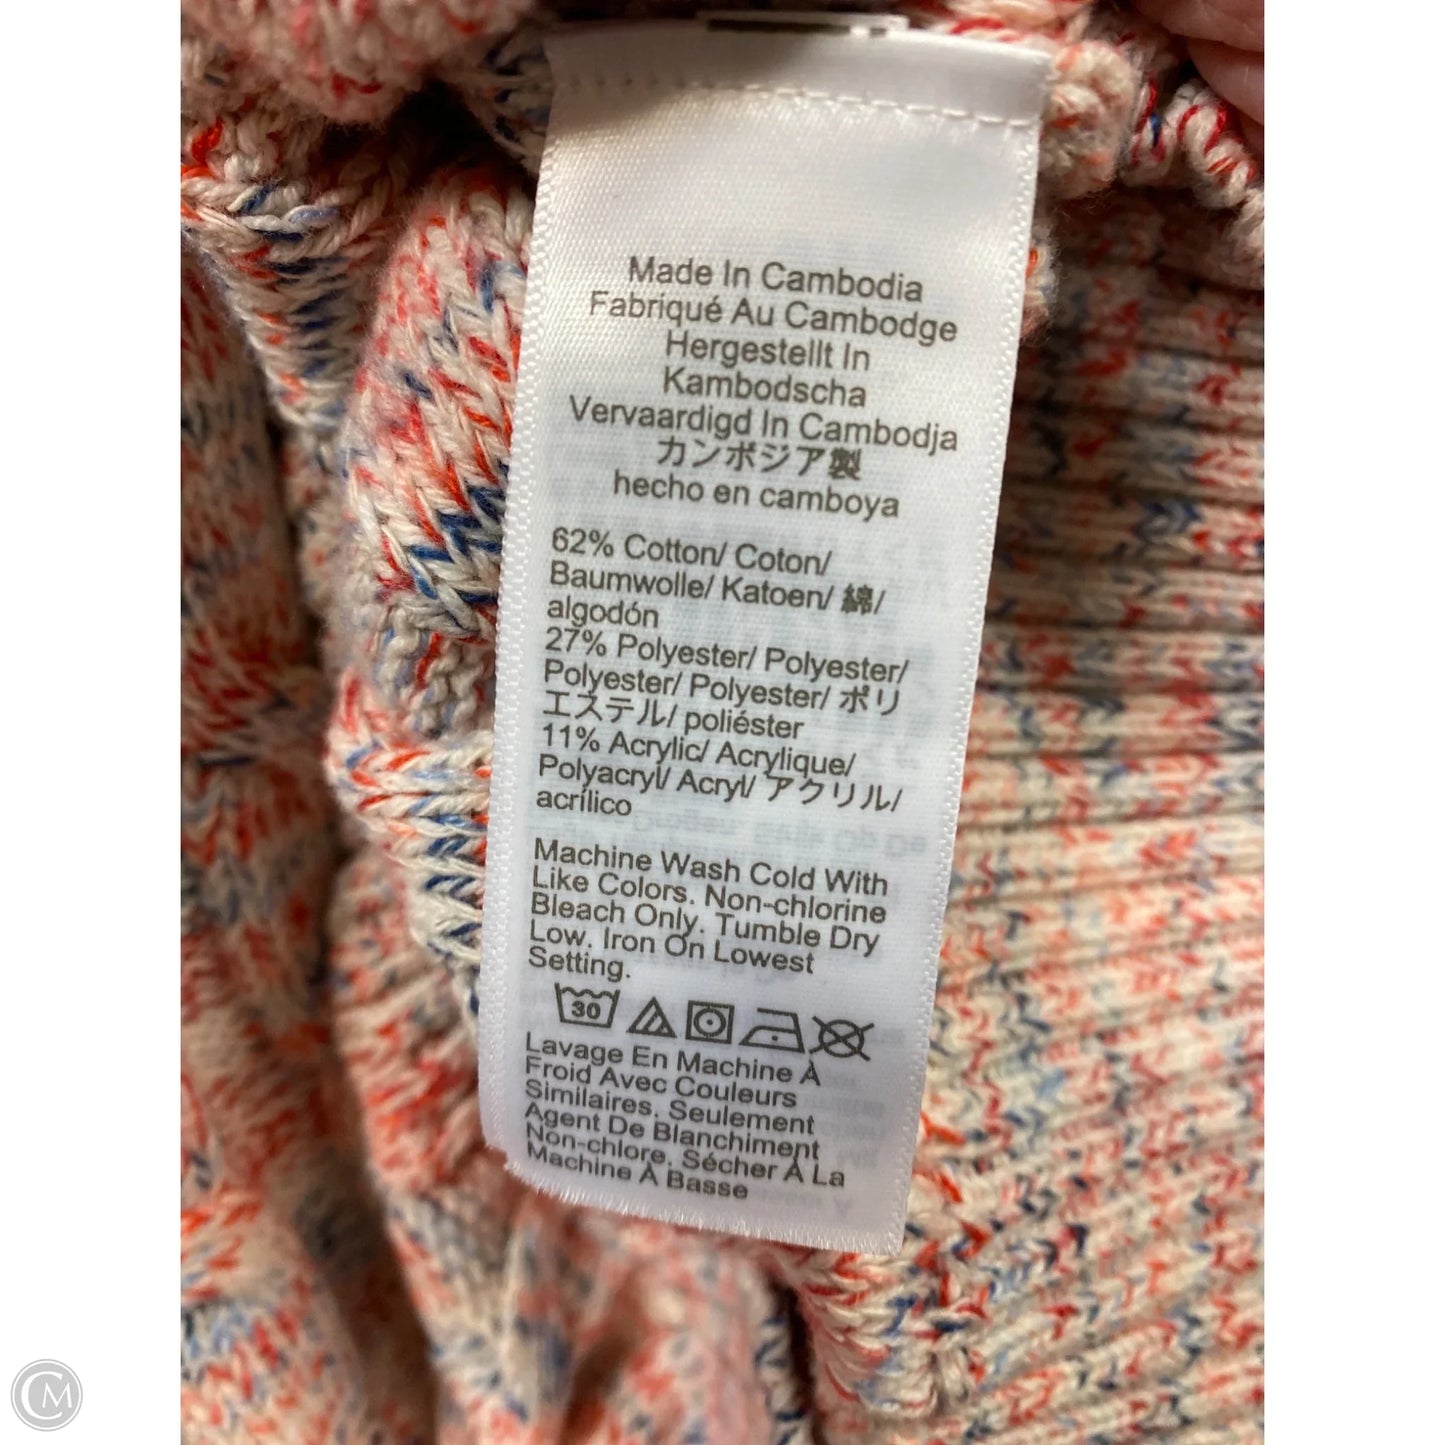 Made In Cambodia
Fabriqué Au Cambodge
Hergestellt In
Kambodscha
Vervaardigd In Cambodja
カンボジア製
hecho en camboya
62% Cotton/ Coton/
Baumwolle/ Katoen/ 綿/
algodón
27% Polyester/ Polyester/
Polyester/ Polyester/ ポリ
エステル/ poliéster
11% Acrylic/ Acrylique/
Polyacryl/ Acryl/ アクリル/
acrílico
Machine Wash Cold With
Like Colors. Non-chlorine
Bleach Only. Tumble Dry
Low. Iron On Lowest
Setting.
30
Lavage En Machine À
Froid Avec Couleurs
Similaires. Seulement
Agent De Blanchiment
Non-chlore. Sécher À La
Machine À Basse
CM